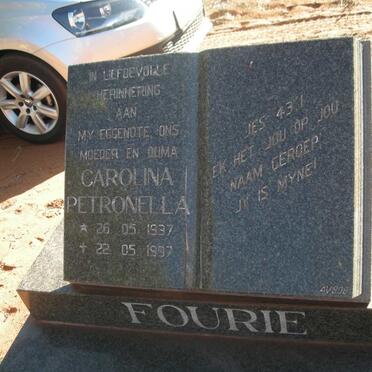 IN LIEFDEVOLLE
HERINNERING
AAN
MY EGGENOTE, ONS
MOEDER EN OUMA
CAROLINA
PETRONELLA
* 26. 05. 1937
† 22. 05. 1997
JES 43:1
EK HET JOU OP JOU
NAAM GEROEP
JY IS MYNE!
FOURIE